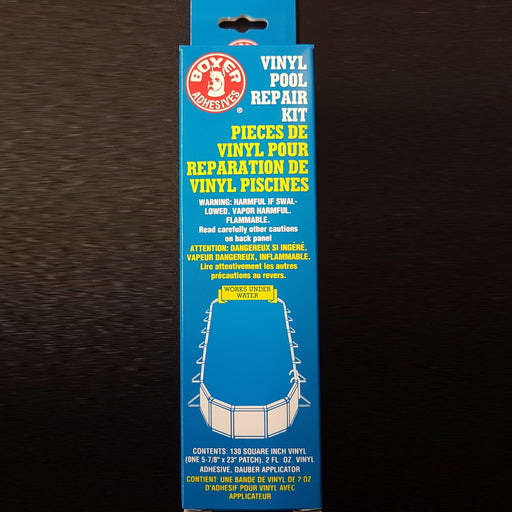 BOXER
ADHESIVES
®
VINYL
POOL
REPAIR
KIT
PIECES DE
VINYL POUR
REPARATION DE
VINYL PISCINES
WARNING: HARMFUL IF SWAL-
LOWED. VAPOR HARMFUL.
FLAMMABLE.
Read carefully other cautions
on back panel
ATTENTION: DANGEREUX SI INGÉRÉ.
VAPEUR DANGEREUX, INFLAMMABLE.
Lire attentivement les autres
précautions au revers.
WORKS UNDER
WATER
CONTENTS: 130 SQUARE INCH VINYL
(ONE 5-7/8" x 23" PATCH), 2 FL. OZ. VINYL
ADHESIVE, DAUBER APPLICATOR
CONTIENT: UNE BANDE DE VINYL DE 2 OZ
D'ADHESIF POUR VINYL AVEC
APPLICATEUR